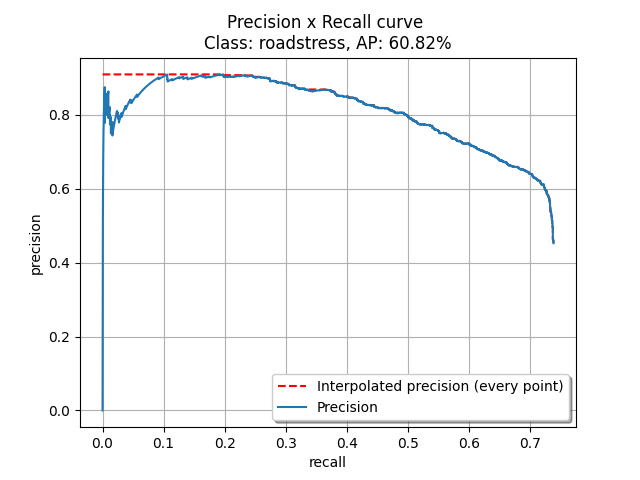 Precision x Recall curve
Class: roadstress, AP: 60.82%
precision
0.8
0.6
0.4
0.2
0.0
Interpolated precision (every point)
Precision
0.0 0.1 0.2 0.3 0.4 0.5 0.6 0.7
recall